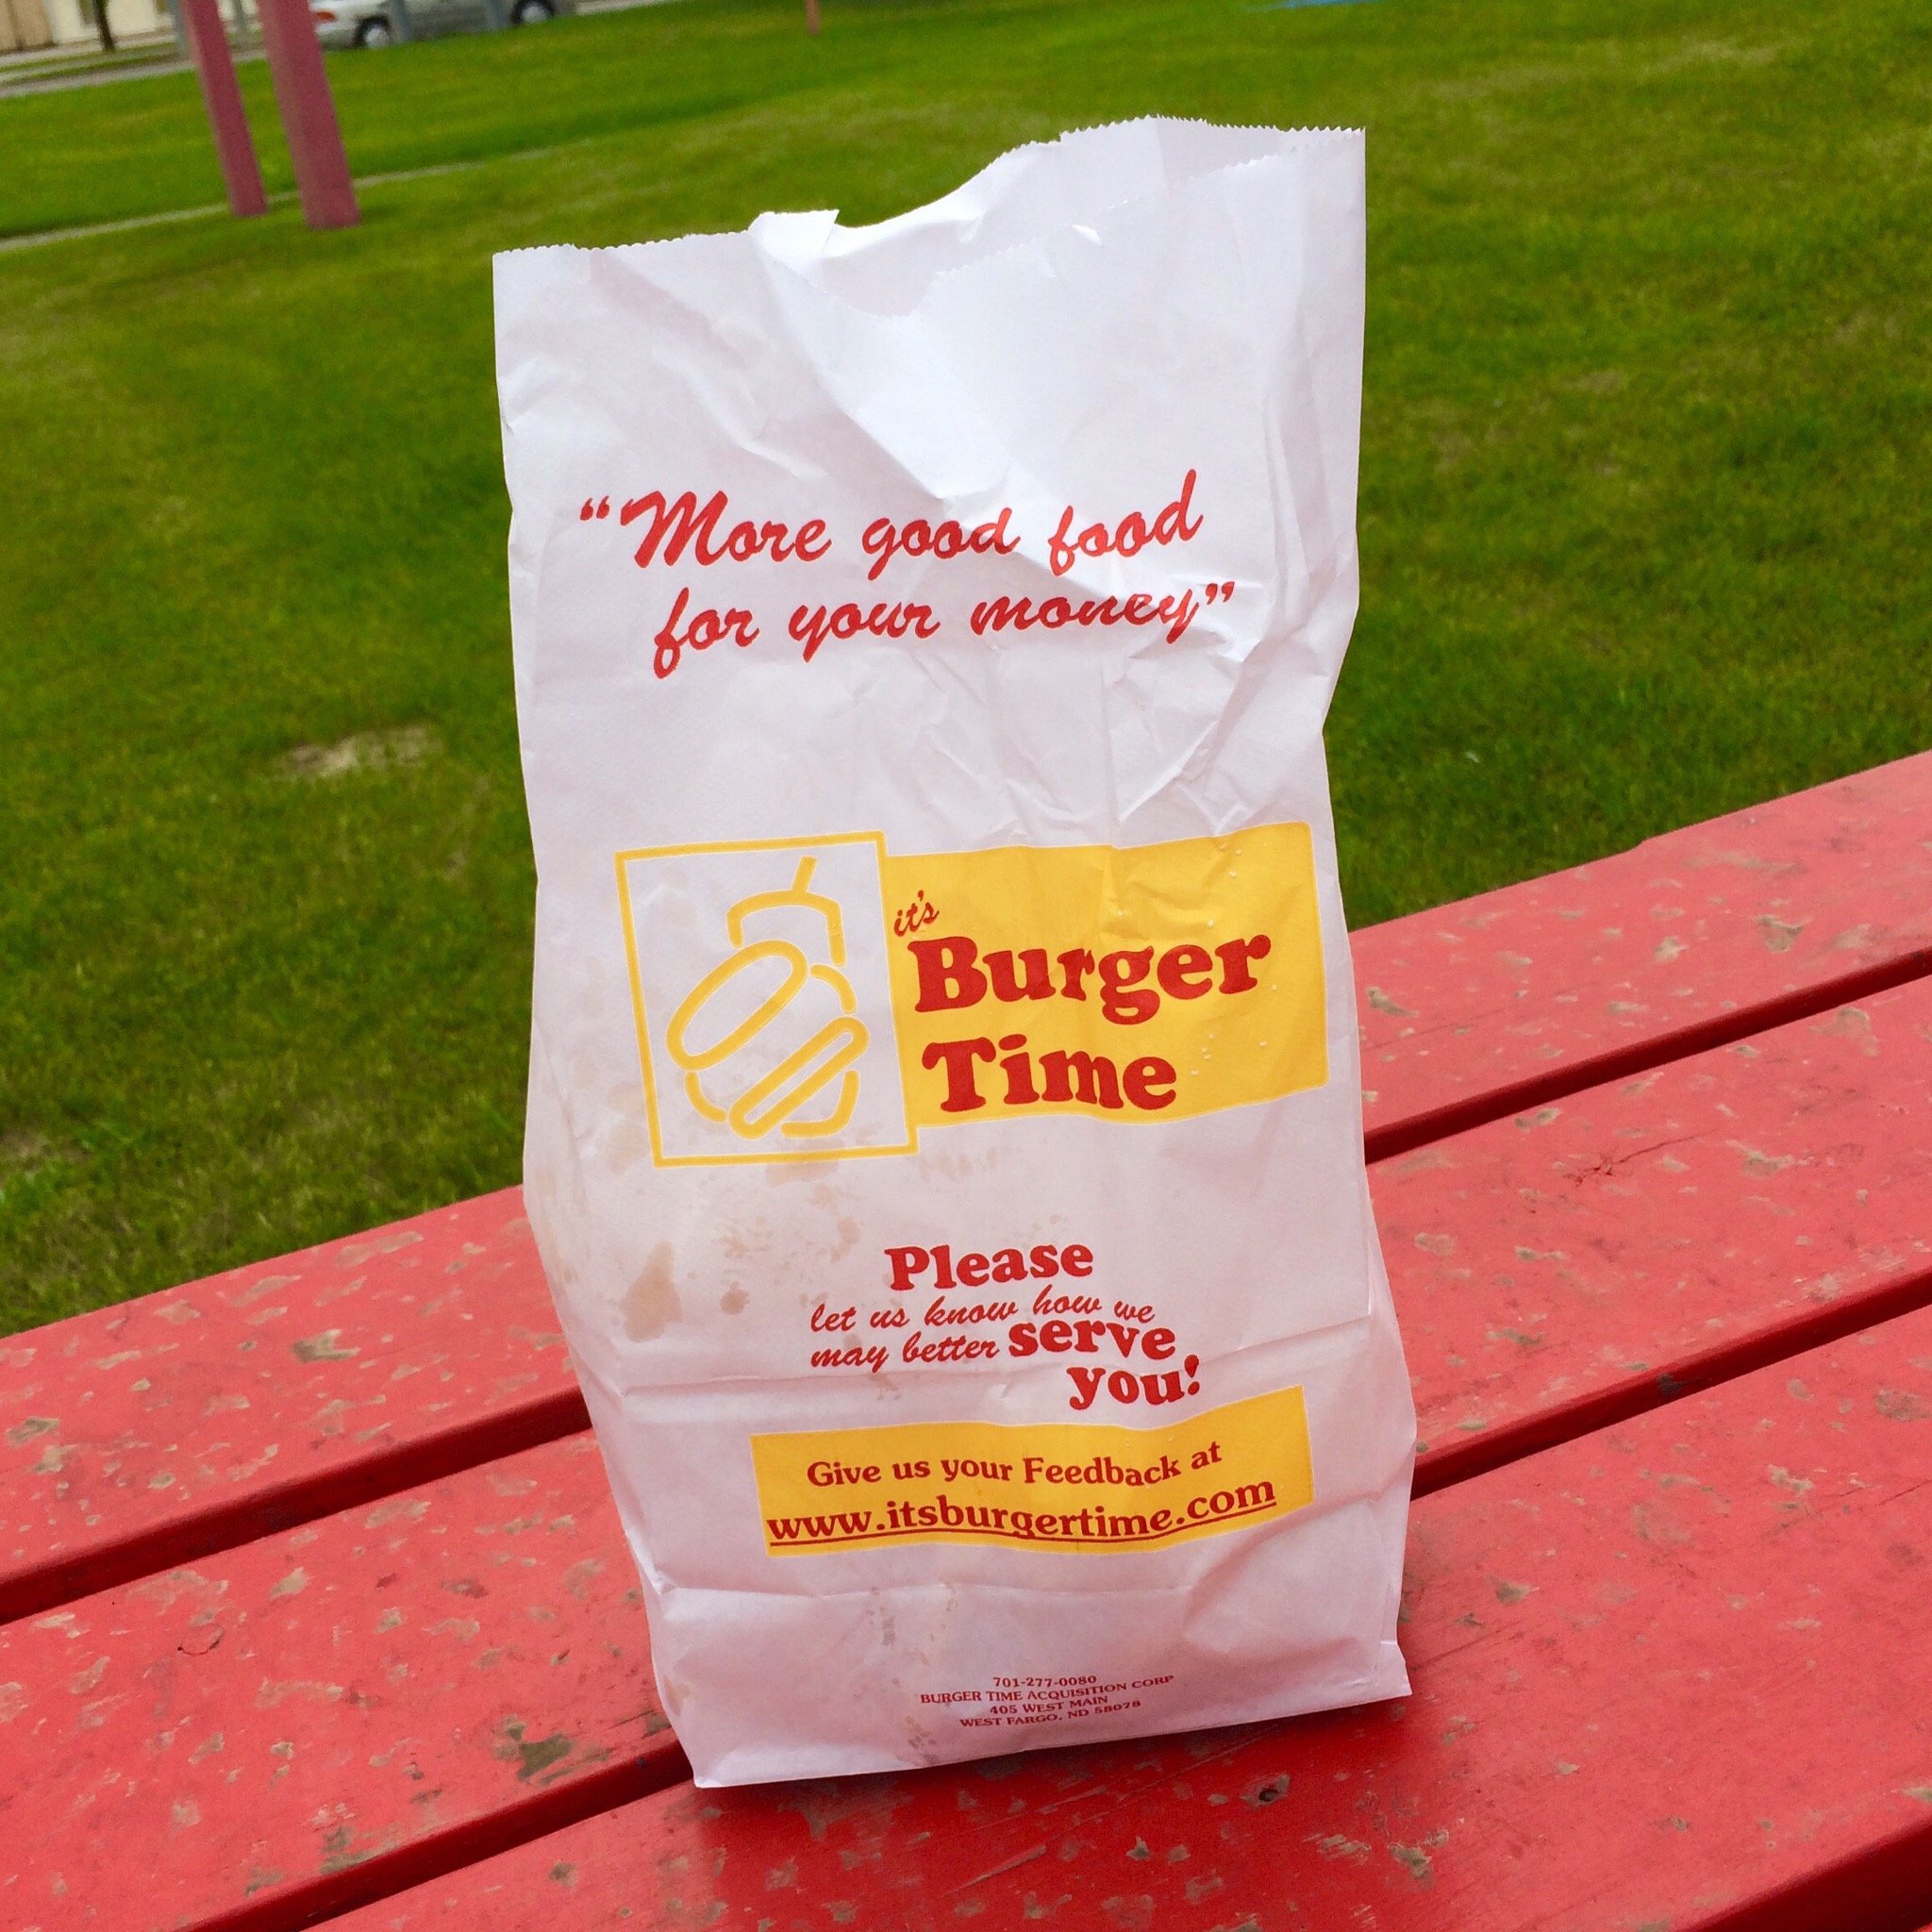 “More good food
for your money”
it's
Burger
Time
Please
let us know how we
may better serve
you!
Give us your Feedback at
www.itsburgertime.com
701-277-0080
BURGER TIME ACQUISITION CORP
405 WEST MAIN
WEST FARGO, ND 58078